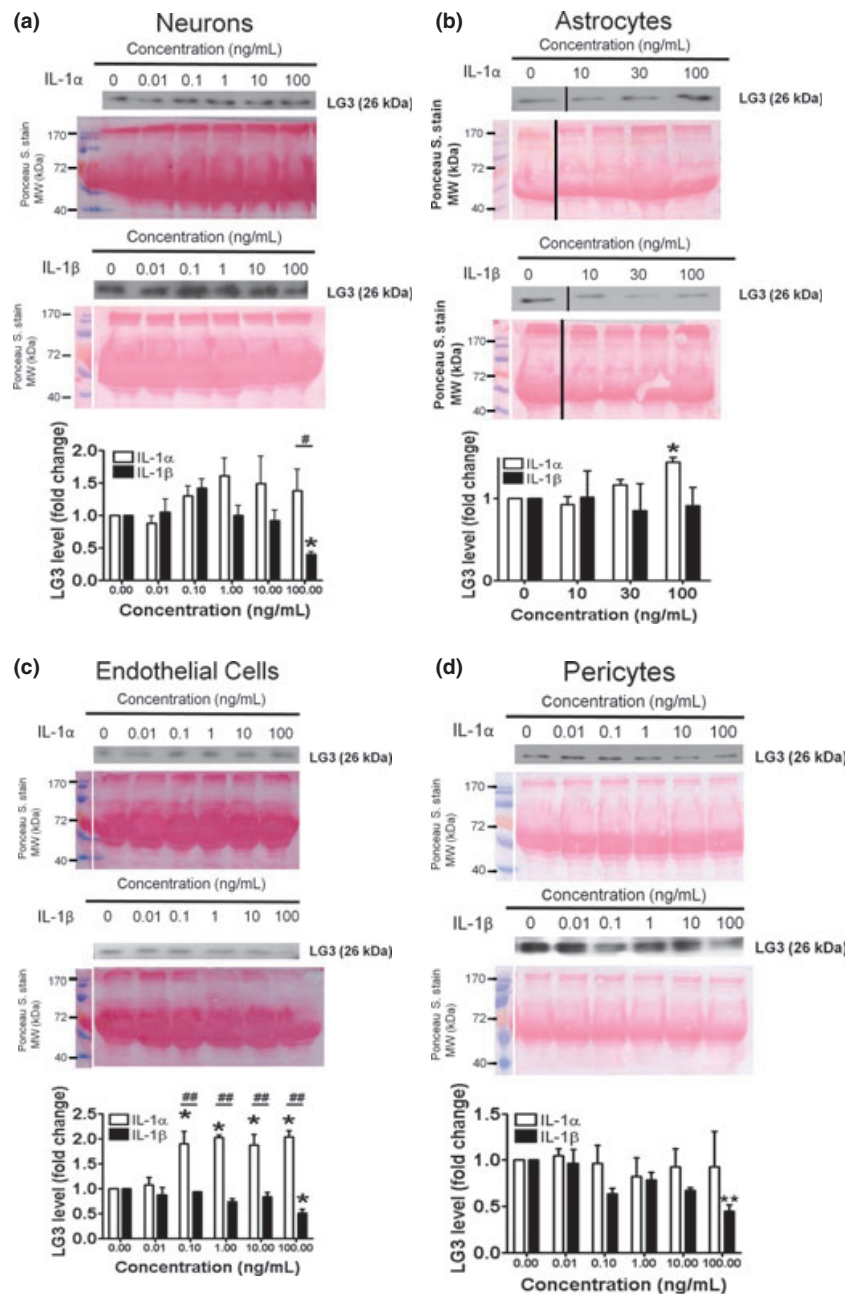 (a) Neurons
Concentration (ng/mL)
IL-1α 0 0.01 0.1 1 10 100
LG3 (26 kDa)
Ponceau S. stain
MW (kDa)
170
72
40
Concentration (ng/mL)
IL-1β 0 0.01 0.1 1 10 100
LG3 (26 kDa)
Ponceau S. stain
MW (kDa)
170
72
40
LG3 level (fold change)
2.0
1.5
1.0
0.5
0.0
IL-1α
IL-1β
#
*
0.00 0.01 0.10 1.00 10.00 100.00
Concentration (ng/mL)
(b) Astrocytes
Concentration (ng/mL)
IL-1α 0 10 30 100
LG3 (26 kDa)
Ponceau S. stain
MW (kDa)
170
72
40
Concentration (ng/mL)
IL-1β 0 10 30 100
LG3 (26 kDa)
Ponceau S. stain
MW (kDa)
170
72
40
LG3 level (fold change)
1
0
IL-1α
IL-1β
*
0 10 30 100
Concentration (ng/mL)
(c) Endothelial Cells
Concentration (ng/mL)
IL-1α 0 0.01 0.1 1 10 100
LG3 (26 kDa)
Ponceau S. stain
MW (kDa)
170
72
40
Concentration (ng/mL)
IL-1β 0 0.01 0.1 1 10 100
LG3 (26 kDa)
Ponceau S. stain
MW (kDa)
170
72
40
LG3 level (fold change)
2.5
2.0
1.5
1.0
0.5
0.0
IL-1α
IL-1β
## ## ## ##
* * * *
*
0.00 0.01 0.10 1.00 10.00 100.00
Concentration (ng/mL)
(d) Pericytes
Concentration (ng/mL)
IL-1α 0 0.01 0.1 1 10 100
LG3 (26 kDa)
Ponceau S. stain
MW (kDa)
170
72
40
Concentration (ng/mL)
IL-1β 0 0.01 0.1 1 10 100
LG3 (26 kDa)
Ponceau S. stain
MW (kDa)
170
72
40
LG3 level (fold change)
1.5
1.0
0.5
0.0
IL-1α
IL-1β
**
0.00 0.01 0.10 1.00 10.00 100.00
Concentration (ng/mL)